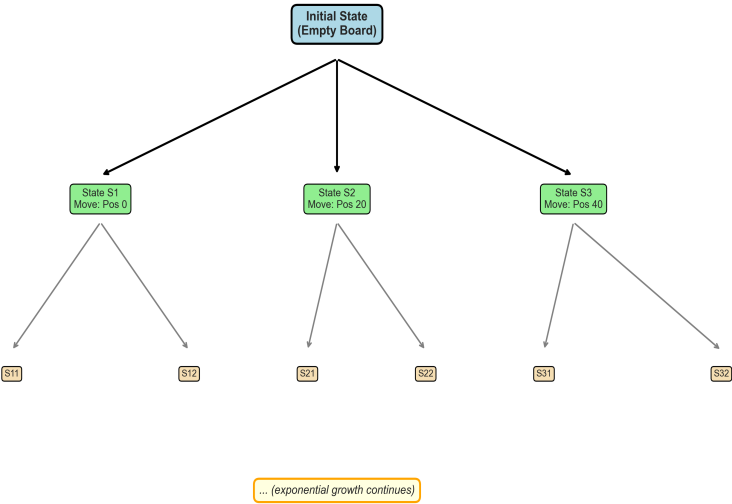 Initial State
(Empty Board)
State S1
Move: Pos 0
State S2
Move: Pos 20
State S3
Move: Pos 40
S11
S12
S21
S22
S31
S32
... (exponential growth continues)